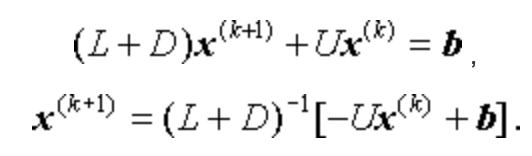 (L + D)x^(k+1) + Ux^(k) = b ,
x^(k+1) = (L + D)^-1 [-Ux^(k) + b] .